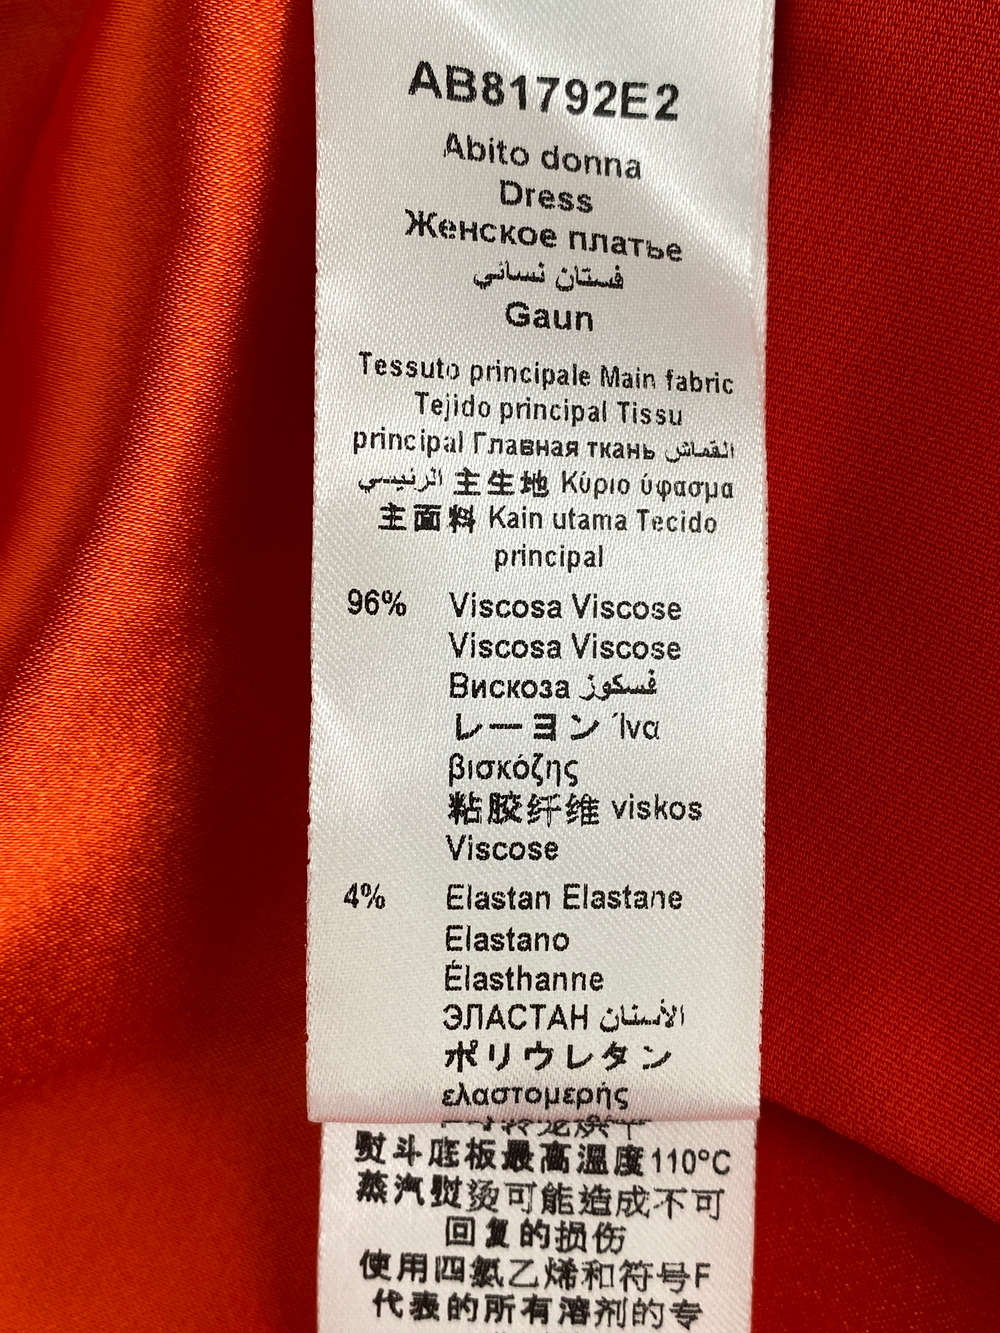 AB81792E2
Abito donna
Dress
Женское платье
فستان نسائي
Gaun
Tessuto principale Main fabric
Tejido principal Tissu
principal Главная ткань القماش
الرئيسي 主生地 Κύριο ύφασμα
主面料 Kain utama Tecido
principal
96% Viscosa Viscose
Viscosa Viscose
Вискоза فسكوز
レーヨン Ίνα
βισκόζης
粘胶纤维 viskos
Viscose
4% Elastan Elastane
Elastano
Élasthanne
ЭЛАСТАН الأستان
ポリウレタン
ελαστομερής
熨斗底板最高温度110°C
蒸汽熨烫可能造成不可
回复的损伤
使用四氯乙烯和符号F
代表的所有溶剂的专